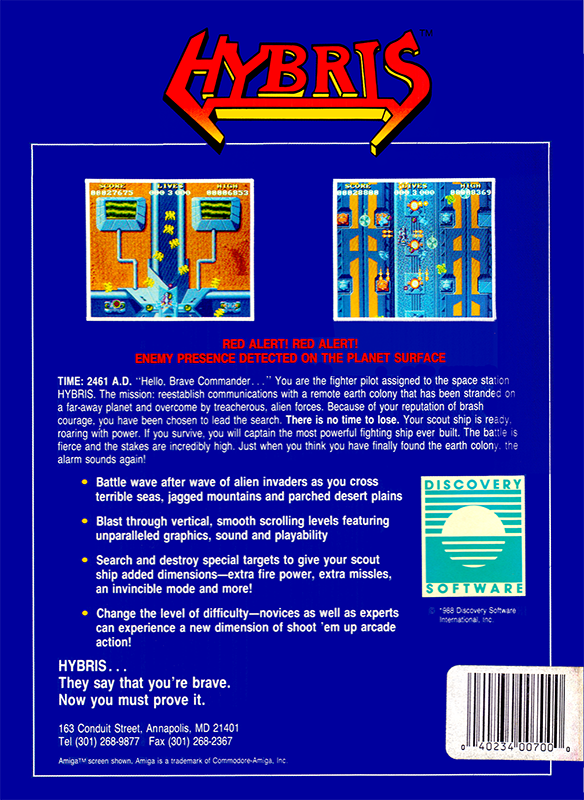 HYBRIS™
SCORE LIVES HIGH
00027675 000 3 000 00006853
SCORE LIVES HIGH
00028800 000 3 000 00008369
RED ALERT! RED ALERT!
ENEMY PRESENCE DETECTED ON THE PLANET SURFACE
TIME: 2461 A.D. "Hello, Brave Commander..." You are the fighter pilot assigned to the space station
HYBRIS. The mission: reestablish communications with a remote earth colony that has been stranded on
a far-away planet and overcome by treacherous, alien forces. Because of your reputation of brash
courage, you have been chosen to lead the search. There is no time to lose. Your scout ship is ready,
roaring with power. If you survive, you will captain the most powerful fighting ship ever built. The battle is
fierce and the stakes are incredibly high. Just when you think you have finally found the earth colony, the
alarm sounds again!
• Battle wave after wave of alien invaders as you cross
terrible seas, jagged mountains and parched desert plains
• Blast through vertical, smooth scrolling levels featuring
unparalleled graphics, sound and playability
• Search and destroy special targets to give your scout
ship added dimensions—extra fire power, extra missles,
an invincible mode and more!
• Change the level of difficulty—novices as well as experts
can experience a new dimension of shoot 'em up arcade
action!
DISCOVERY
SOFTWARE
© 1988 Discovery Software
International, Inc.
HYBRIS...
They say that you're brave.
Now you must prove it.
163 Conduit Street, Annapolis, MD 21401
Tel (301) 268-9877 Fax (301) 268-2367
Amiga™ screen shown, Amiga is a trademark of Commodore-Amiga, Inc.
0 40234 00700 0